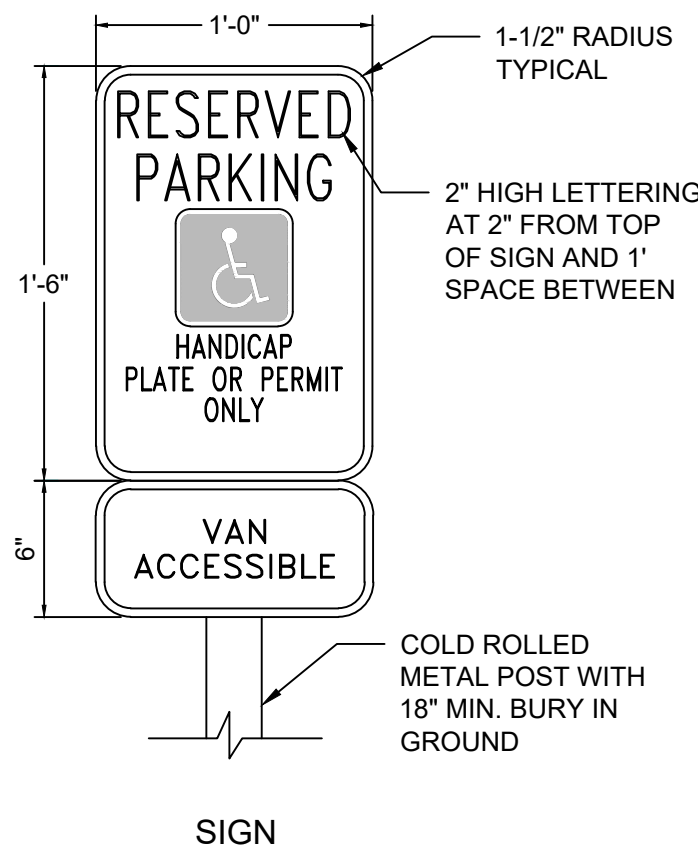 1'-0"
1-1/2" RADIUS
TYPICAL
RESERVED
PARKING
2" HIGH LETTERING
AT 2" FROM TOP
OF SIGN AND 1'
SPACE BETWEEN
1'-6"
HANDICAP
PLATE OR PERMIT
ONLY
6"
VAN
ACCESSIBLE
COLD ROLLED
METAL POST WITH
18" MIN. BURY IN
GROUND
SIGN